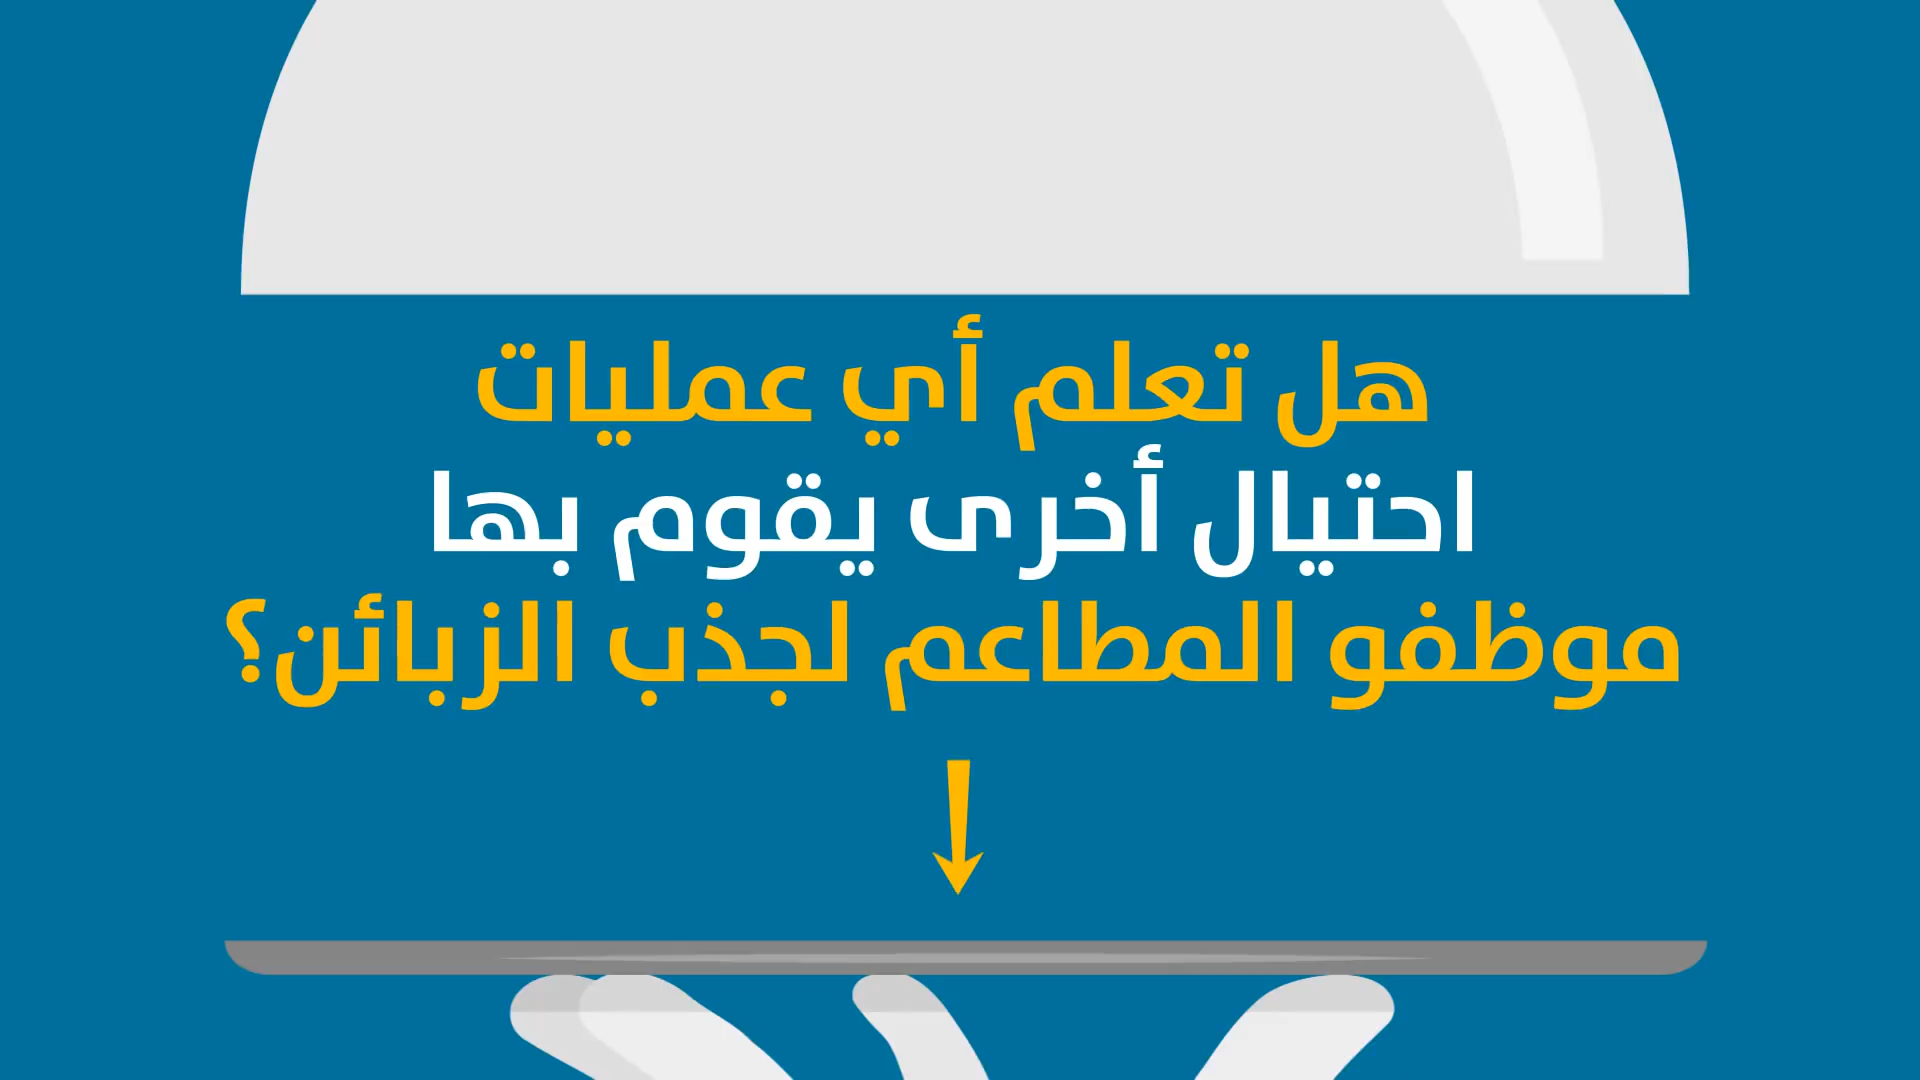 هل تعلم أي عمليات
احتيال أخرى يقوم بها
موظفو المطاعم لجذب الزبائن؟